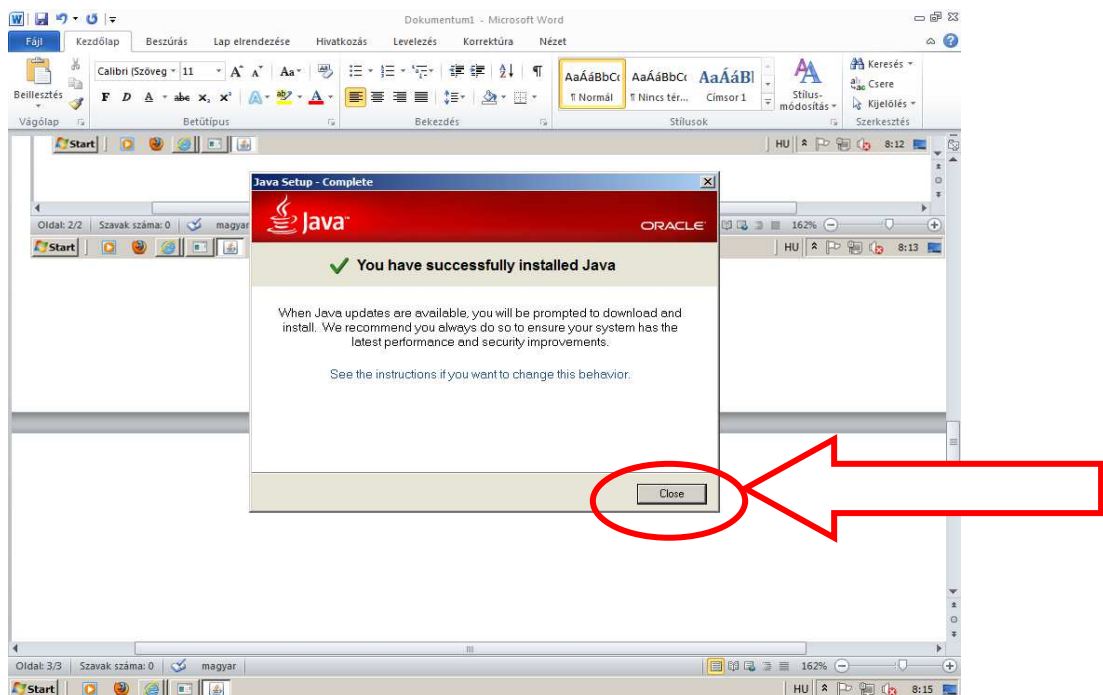 Dokumentum1 - Microsoft Word
Fájl Kezdőlap Beszúrás Lap elrendezése Hivatkozás Levelezés Korrektúra Nézet
Calibri (Szöveg 11
Keresés
Csere
Kijelölés
Beillesztés
F D A abc x₂ x²
AaÁáBbCc AaÁáBbCc AaÁáBl
¶ Normál ¶ Nincs tér... Címsor 1
Stílus-
módosítás
Vágólap Betűtípus Bekezdés Stílusok Szerkesztés
Start HU 8:12
Java Setup - Complete
Java
ORACLE
Oldal: 2/2 Szavak száma: 0 magyar 162%
Start HU 8:13
You have successfully installed Java
When Java updates are available, you will be prompted to download and
install. We recommend you always do so to ensure your system has the
latest performance and security improvements.
See the instructions if you want to change this behavior.
Close
Oldal: 3/3 Szavak száma: 0 magyar 162%
Start HU 8:15